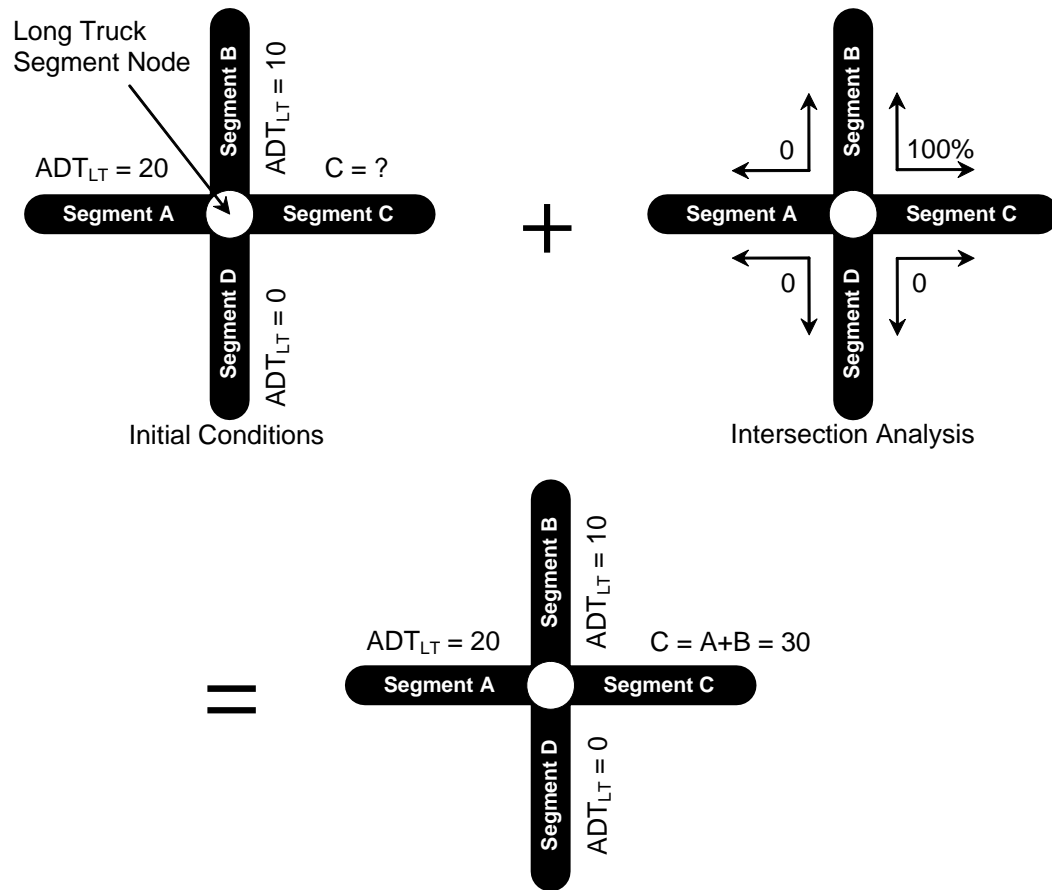 Long Truck
Segment Node
ADT_LT = 20
Segment B
ADT_LT = 10
C = ?
Segment A
Segment C
Segment D
ADT_LT = 0
Initial Conditions
+
Segment B
0
100%
Segment A
Segment C
0
0
Segment D
Intersection Analysis
=
Segment B
ADT_LT = 10
ADT_LT = 20
C = A+B = 30
Segment A
Segment C
Segment D
ADT_LT = 0